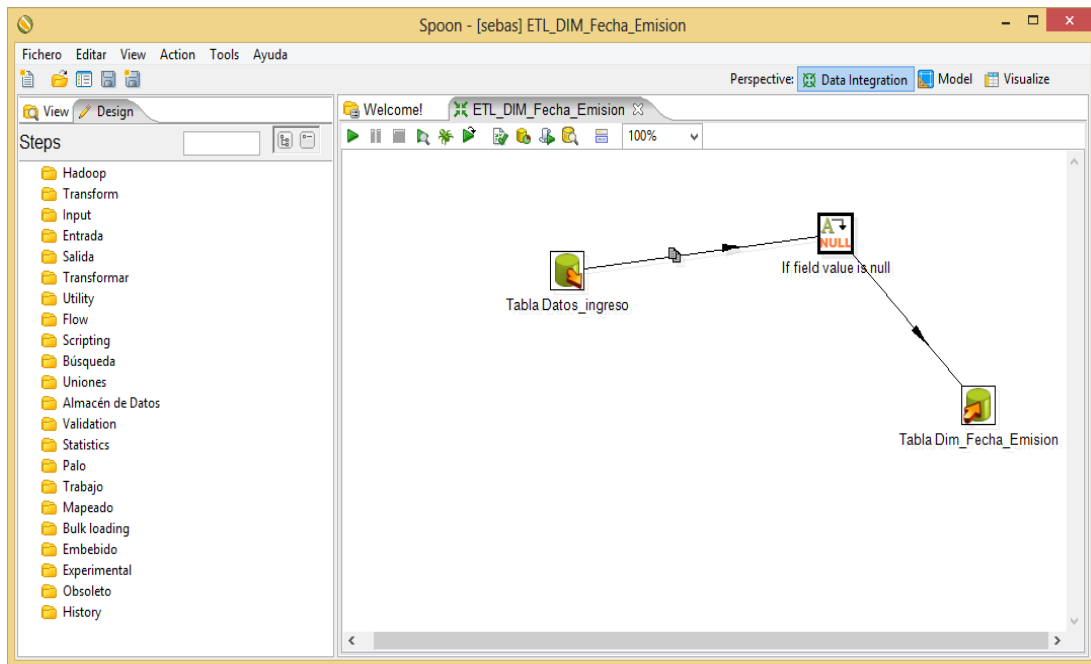 Spoon - [sebas] ETL_DIM_Fecha_Emision
Fichero Editar View Action Tools Ayuda
Perspective: Data Integration Model Visualize
View Design
Welcome! ETL_DIM_Fecha_Emision
Steps
100%
Hadoop
Transform
Input
Entrada
Salida
Transformar
Utility
Flow
Scripting
Búsqueda
Uniones
Almacén de Datos
Validation
Statistics
Palo
Trabajo
Mapeado
Bulk loading
Embebido
Experimental
Obsoleto
History
A
NULL
If field value is null
Tabla Datos_ingreso
Tabla Dim_Fecha_Emision